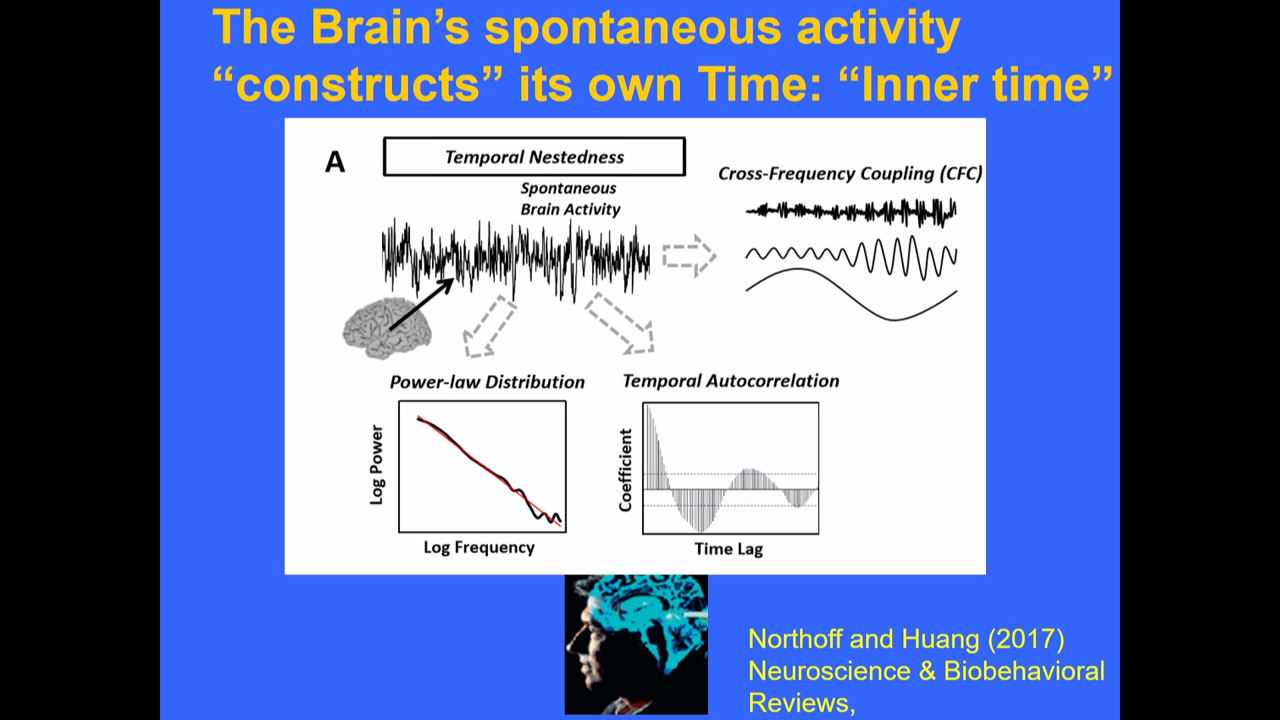 The Brain’s spontaneous activity
“constructs” its own Time: “Inner time”
A
Temporal Nestedness
Spontaneous
Brain Activity
Cross-Frequency Coupling (CFC)
Power-law Distribution
Log Power
Log Frequency
Temporal Autocorrelation
Coefficient
Time Lag
Northoff and Huang (2017)
Neuroscience & Biobehavioral
Reviews,